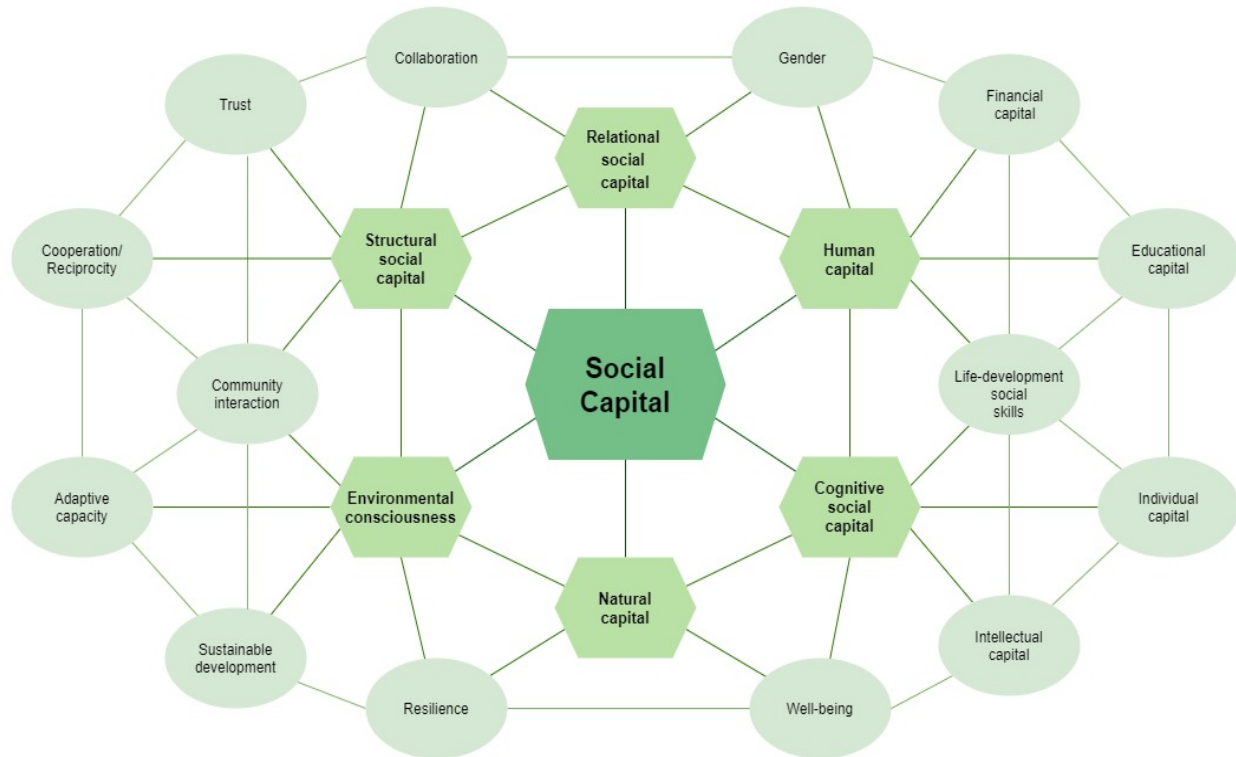 Collaboration
Gender
Trust
Financial
capital
Relational
social
capital
Cooperation/
Reciprocity
Structural
social
capital
Human
capital
Educational
capital
Social
Capital
Community
interaction
Life-development
social
skills
Adaptive
capacity
Environmental
consciousness
Cognitive
social
capital
Individual
capital
Natural
capital
Sustainable
development
Intellectual
capital
Resilience
Well-being